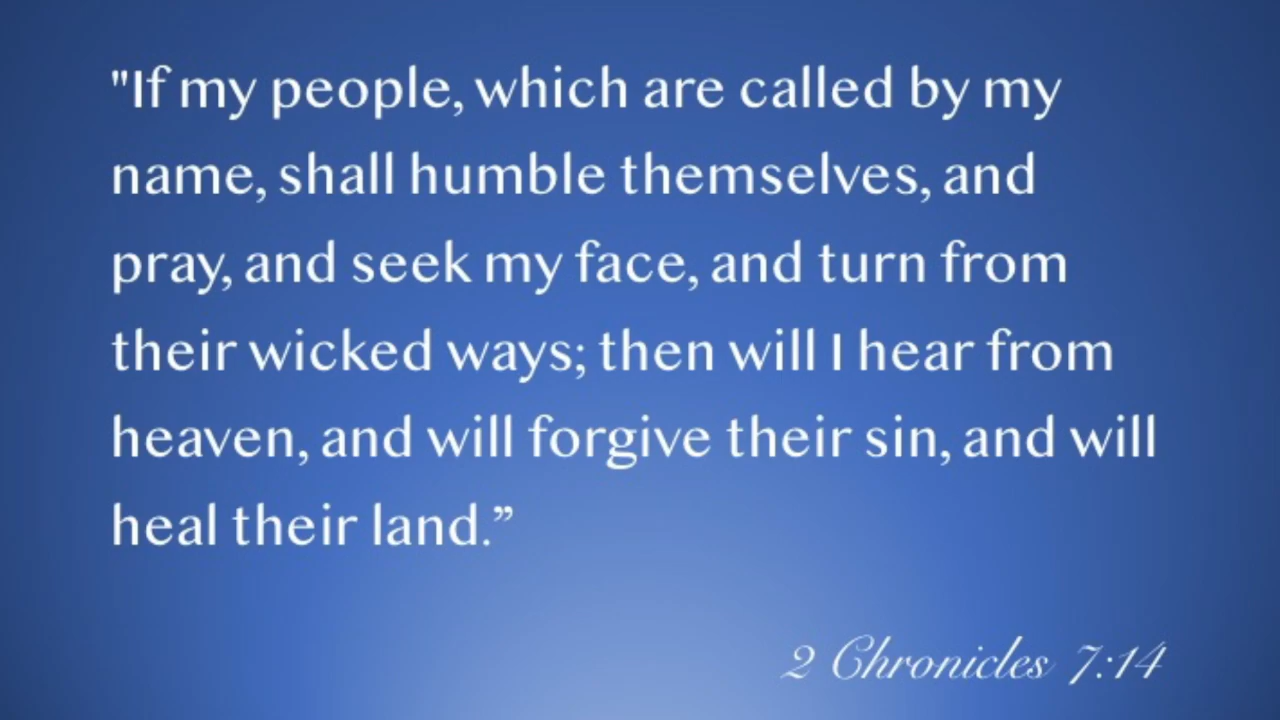 "If my people, which are called by my
name, shall humble themselves, and
pray, and seek my face, and turn from
their wicked ways; then will I hear from
heaven, and will forgive their sin, and will
heal their land.”
2 Chronicles 7:14